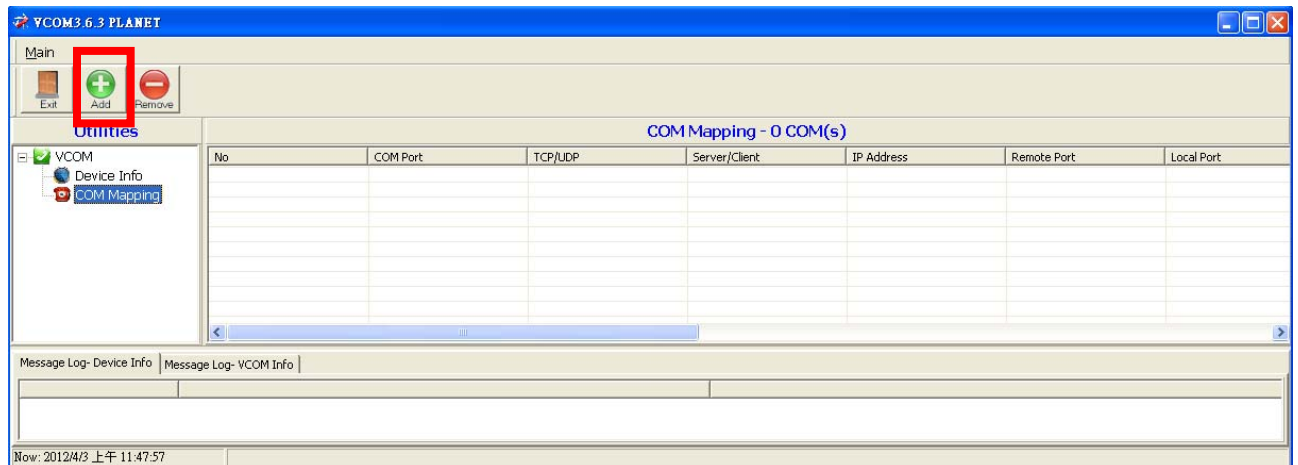 VCOM3.6.3 PLANET
Main
Exit Add Remove
Utilities COM Mapping - 0 COM(s)
VCOM
Device Info
COM Mapping
No COM Port TCP/UDP Server/Client IP Address Remote Port Local Port
Message Log- Device Info Message Log- VCOM Info
Now: 2012/4/3 上午 11:47:57